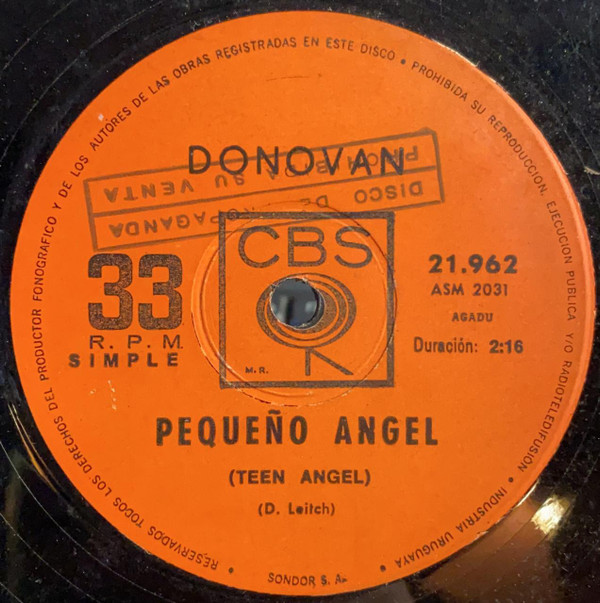 RESERVADOS TODOS LOS DERECHOS DEL PRODUCTOR FONOGRAFICO Y DE LOS AUTORES DE LAS OBRAS REGISTRADAS EN ESTE DISCO • PROHIBIDA SU REPRODUCCION, EJECUCION PUBLICA Y/O RADIOTELEDIFUSION • INDUSTRIA URUGUAYA •
DONOVAN
DISCO DE PROPAGANDA
PROHIBIDA SU VENTA
CBS
33
R. P. M.
SIMPLE
M. R.
21.962
ASM 2031
AGADU
Duración: 2:16
PEQUEÑO ANGEL
(TEEN ANGEL)
(D. Leitch)
SONDOR S. A.